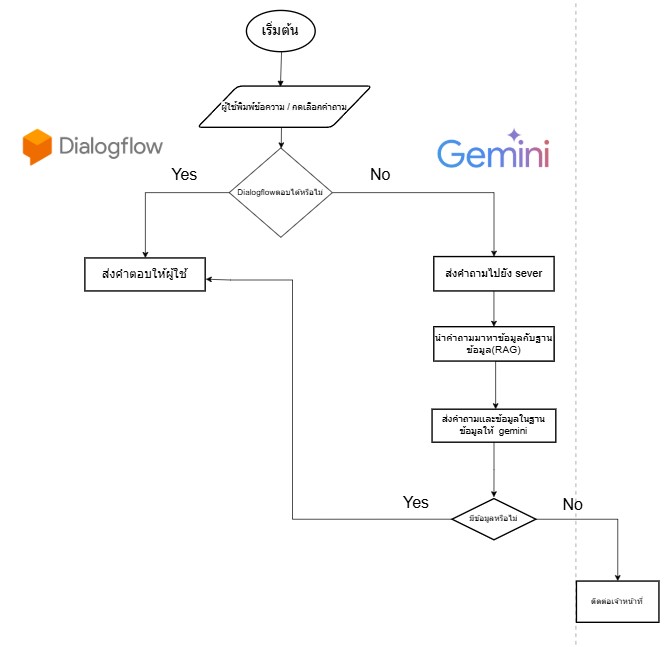 เริ่มต้น
ผู้ใช้พิมพ์ข้อความ / กดเลือกคำถาม
Dialogflow
Gemini
Yes
No
Dialogflowตอบได้หรือไม่
ส่งคำตอบให้ผู้ใช้
ส่งคำถามไปยัง sever
นำคำถามมาหาข้อมูลกับฐาน
ข้อมูล(RAG)
ส่งคำถามและข้อมูลในฐาน
ข้อมูลให้ gemini
Yes
No
มีข้อมูลหรือไม่
ติดต่อเจ้าหน้าที่